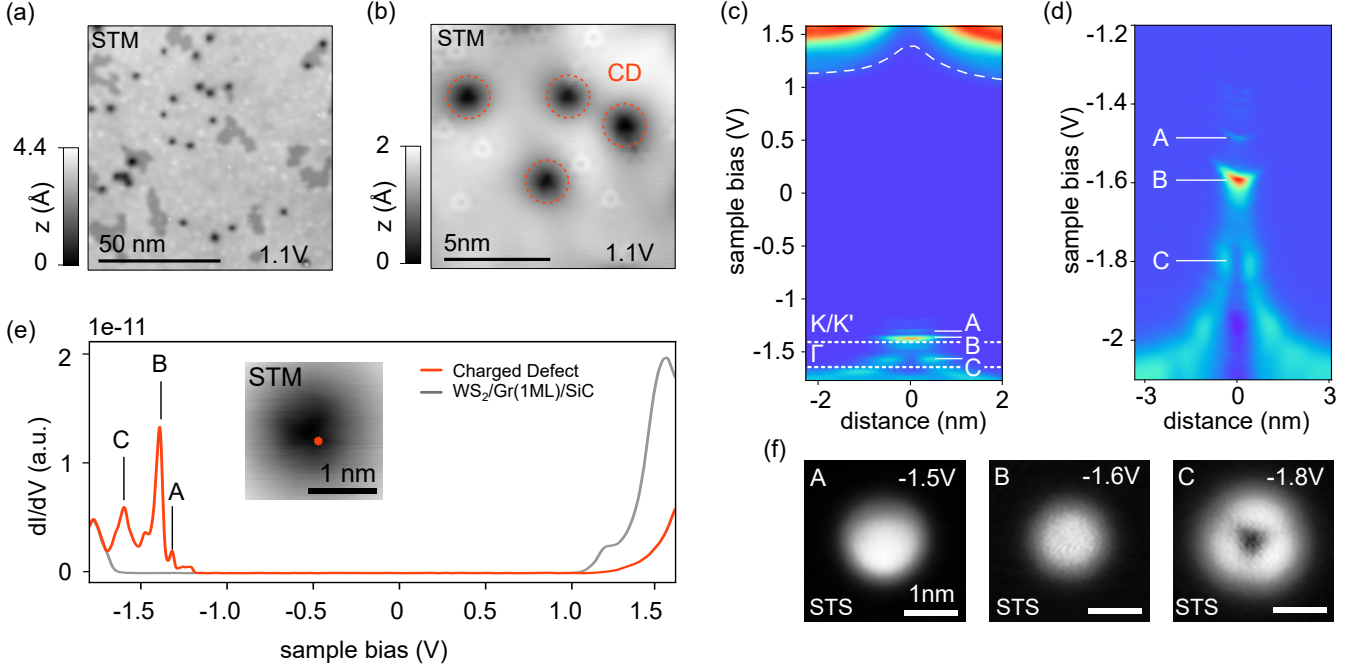 (a)
STM
4.4
z (Å)
0
50 nm
1.1V
(b)
STM
CD
2
z (Å)
0
5nm
1.1V
(c)
sample bias (V)
1.5
1
0.5
0
-0.5
-1
-1.5
K/K'
Γ
A
B
C
-2
0
2
distance (nm)
(d)
sample bias (V)
-1.2
-1.4
-1.6
-1.8
-2
A
B
C
-3
0
3
distance (nm)
(e)
1e-11
dI/dV (a.u.)
2
1
0
C
B
A
STM
1 nm
Charged Defect
WS₂/Gr(1ML)/SiC
-1.5
-1.0
-0.5
0
0.5
1.0
1.5
sample bias (V)
(f)
A
-1.5V
STS
1nm
B
-1.6V
STS
C
-1.8V
STS